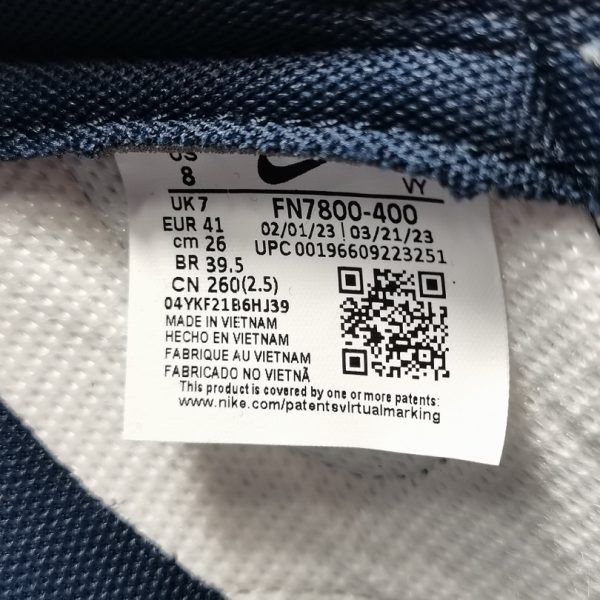 US
8
VY
UK 7
FN7800-400
EUR 41
02/01/23 | 03/21/23
cm 26
UPC 00196609223251
BR 39.5
CN 260(2.5)
04YKF21B6HJ39
MADE IN VIETNAM
HECHO EN VIETNAM
FABRIQUE AU VIETNAM
FABRICADO NO VIETNÃ
This product is covered by one or more patents:
www.nike.com/patentsvirtualmarking